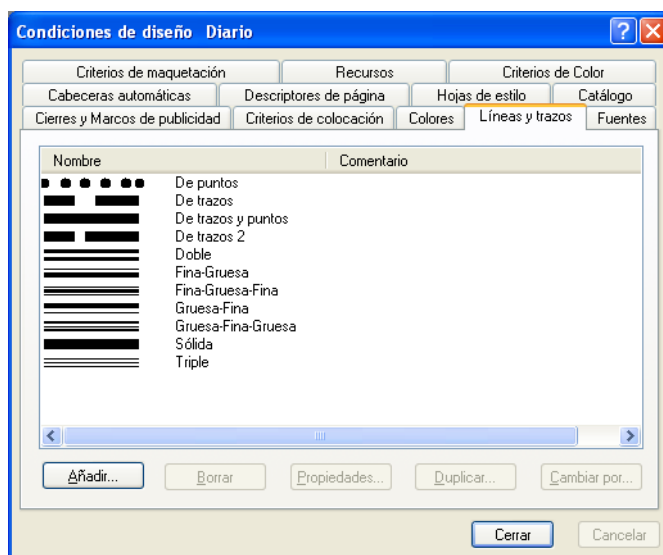 Condiciones de diseño Diario
Criterios de maquetación Recursos Criterios de Color
Cabeceras automáticas Descriptores de página Hojas de estilo Catálogo
Cierres y Marcos de publicidad Criterios de colocación Colores Líneas y trazos Fuentes
Nombre Comentario
De puntos
De trazos
De trazos y puntos
De trazos 2
Doble
Fina-Gruesa
Fina-Gruesa-Fina
Gruesa-Fina
Gruesa-Fina-Gruesa
Sólida
Triple
Añadir... Borrar Propiedades... Duplicar... Cambiar por...
Cerrar Cancelar